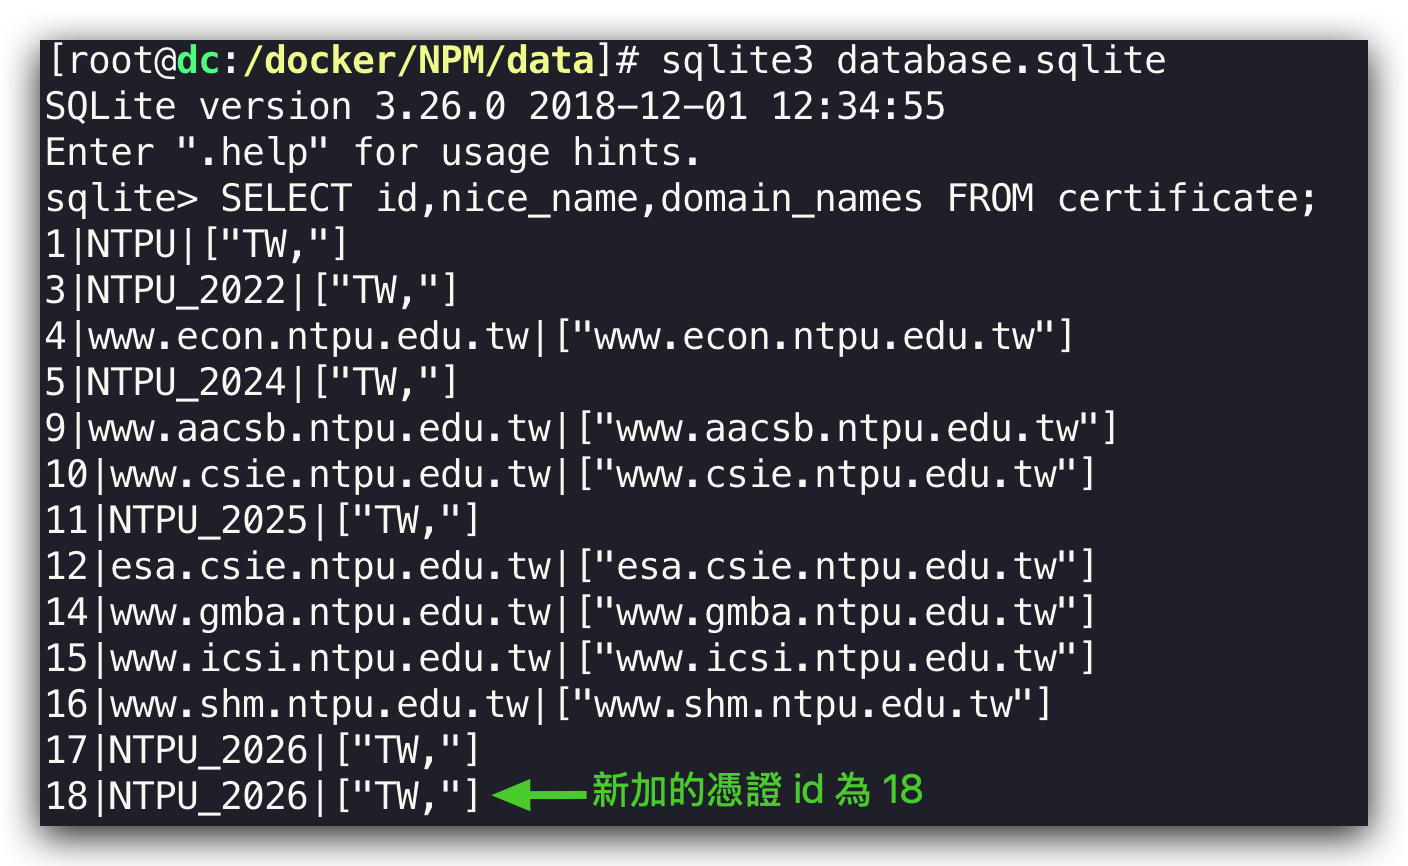 [root@dc:/docker/NPM/data]# sqlite3 database.sqlite
SQLite version 3.26.0 2018-12-01 12:34:55
Enter ".help" for usage hints.
sqlite> SELECT id,nice_name,domain_names FROM certificate;
1|NTPU|["TW,"]
3|NTPU_2022|["TW,"]
4|www.econ.ntpu.edu.tw|["www.econ.ntpu.edu.tw"]
5|NTPU_2024|["TW,"]
9|www.aacsb.ntpu.edu.tw|["www.aacsb.ntpu.edu.tw"]
10|www.csie.ntpu.edu.tw|["www.csie.ntpu.edu.tw"]
11|NTPU_2025|["TW,"]
12|esa.csie.ntpu.edu.tw|["esa.csie.ntpu.edu.tw"]
14|www.gmba.ntpu.edu.tw|["www.gmba.ntpu.edu.tw"]
15|www.icsi.ntpu.edu.tw|["www.icsi.ntpu.edu.tw"]
16|www.shm.ntpu.edu.tw|["www.shm.ntpu.edu.tw"]
17|NTPU_2026|["TW,"]
18|NTPU_2026|["TW,"] 新加的憑證 id 為 18